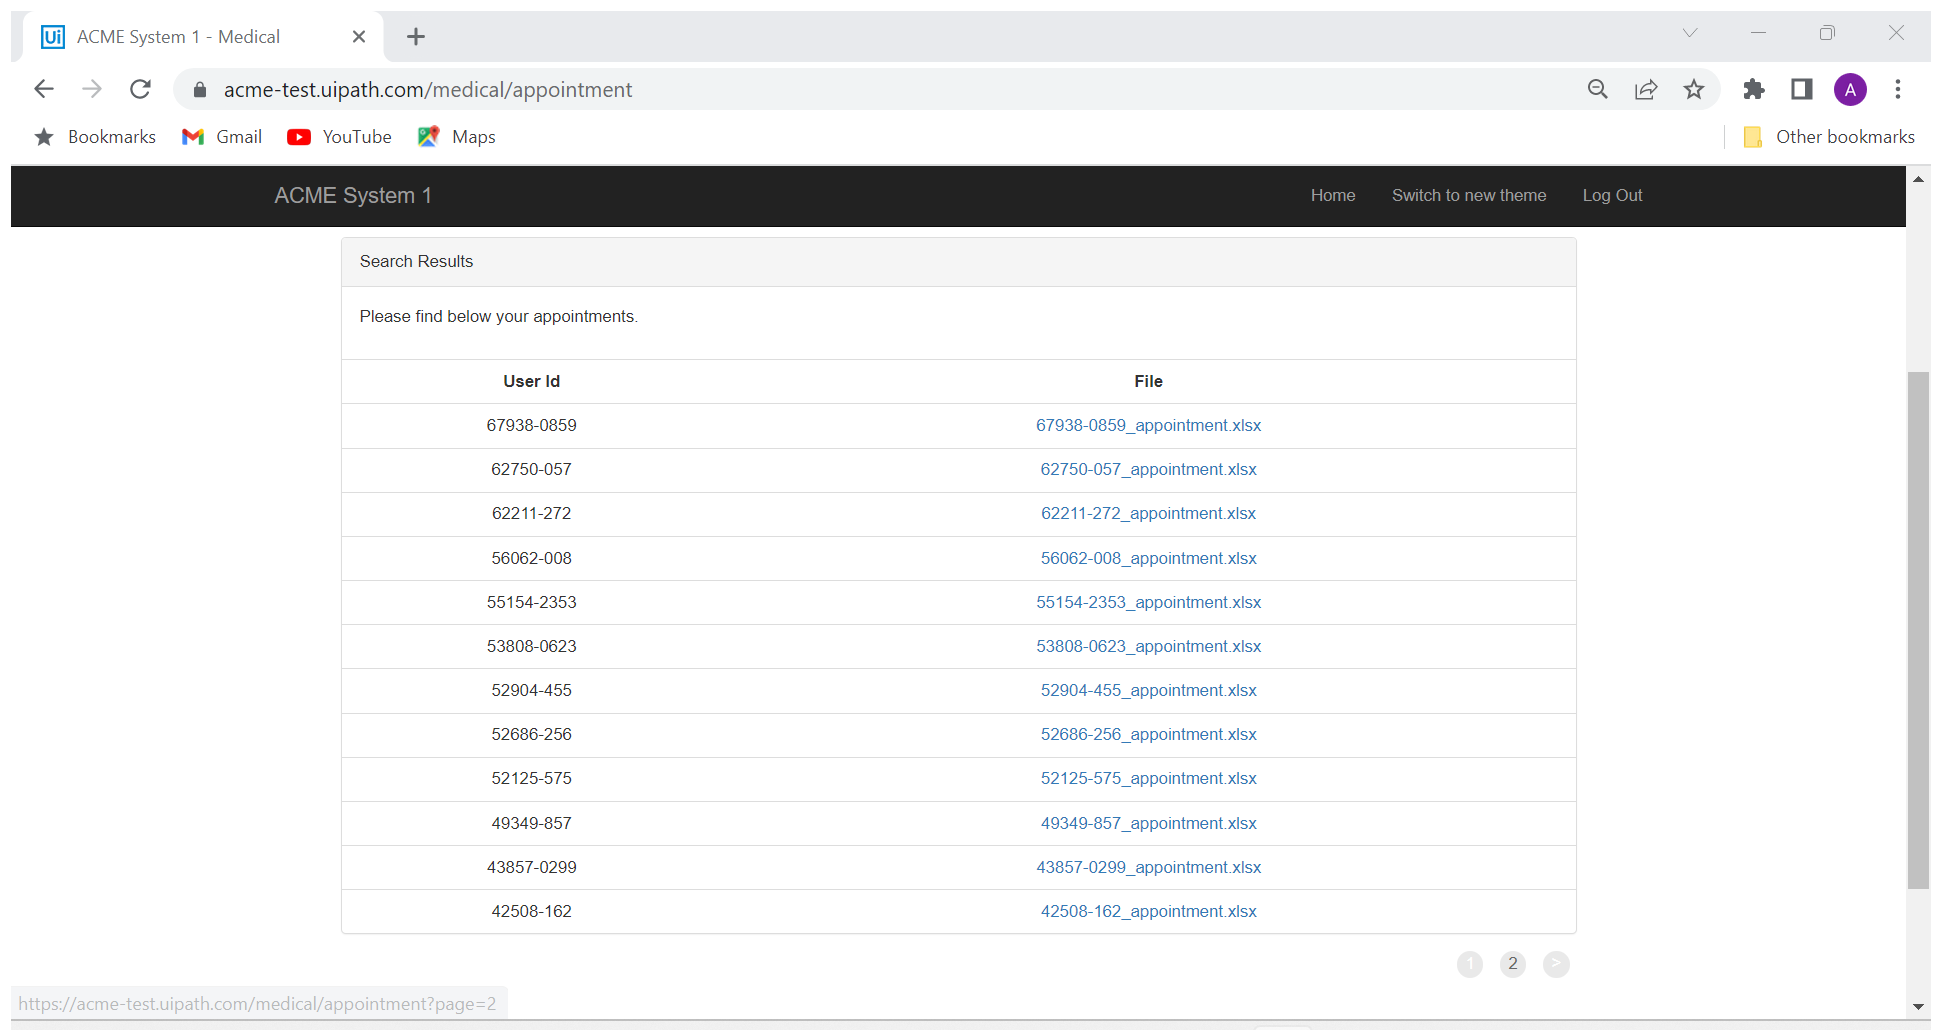 Ui ACME System 1 - Medical
acme-test.uipath.com/medical/appointment
A
Bookmarks Gmail YouTube Maps Other bookmarks
ACME System 1 Home Switch to new theme Log Out
Search Results
Please find below your appointments.
User Id File
67938-0859 67938-0859_appointment.xlsx
62750-057 62750-057_appointment.xlsx
62211-272 62211-272_appointment.xlsx
56062-008 56062-008_appointment.xlsx
55154-2353 55154-2353_appointment.xlsx
53808-0623 53808-0623_appointment.xlsx
52904-455 52904-455_appointment.xlsx
52686-256 52686-256_appointment.xlsx
52125-575 52125-575_appointment.xlsx
49349-857 49349-857_appointment.xlsx
43857-0299 43857-0299_appointment.xlsx
42508-162 42508-162_appointment.xlsx
1 2 >
https://acme-test.uipath.com/medical/appointment?page=2